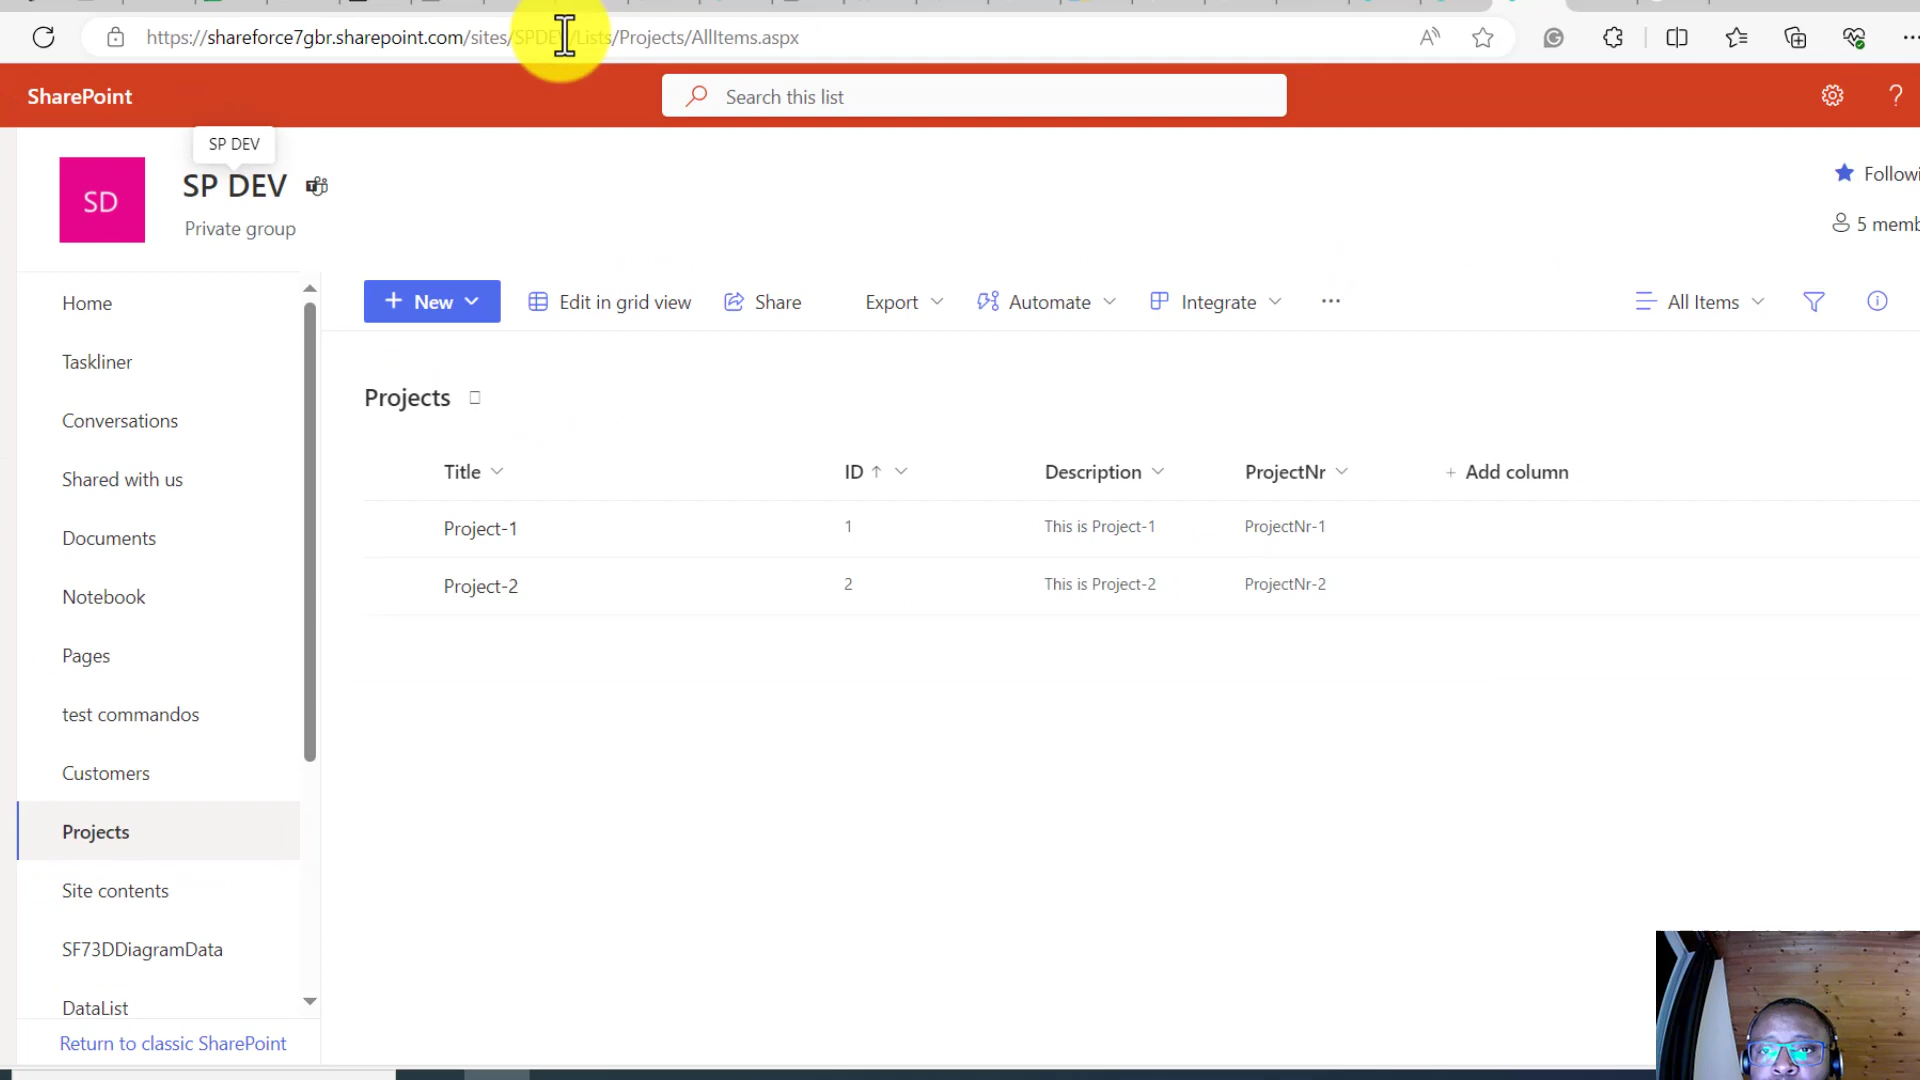 https://shareforce7gbr.sharepoint.com/sites/SPDEV/Lists/Projects/AllItems.aspx
SharePoint
Search this list
?
SP DEV
SD
SP DEV
Private group
Followi
5 memb
Home
Taskliner
Conversations
Shared with us
Documents
Notebook
Pages
test commandos
Customers
Projects
Site contents
SF73DDiagramData
DataList
Return to classic SharePoint
+ New
Edit in grid view
Share
Export
Automate
Integrate
...
All Items
Projects
Title ID ↑ Description ProjectNr + Add column
Project-1 1 This is Project-1 ProjectNr-1
Project-2 2 This is Project-2 ProjectNr-2